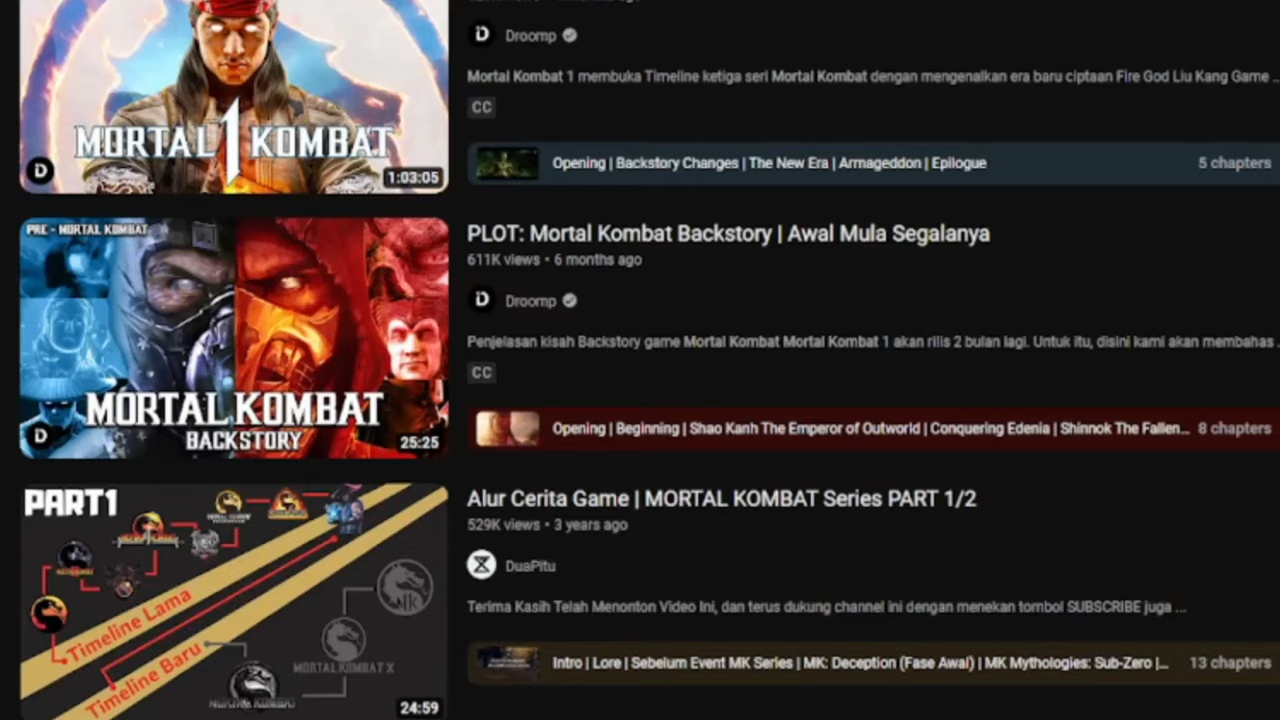 D
Droomp
Mortal Kombat 1 membuka Timeline ketiga seri Mortal Kombat dengan mengenalkan era baru ciptaan Fire God Liu Kang Game ...
CC
MORTAL 1 KOMBAT
D
1:03:05
Opening | Backstory Changes | The New Era | Armageddon | Epilogue
5 chapters
PRE - MORTAL KOMBAT
MORTAL KOMBAT
BACKSTORY
D
25:25
PLOT: Mortal Kombat Backstory | Awal Mula Segalanya
611K views • 6 months ago
D
Droomp
Penjelasan kisah Backstory game Mortal Kombat Mortal Kombat 1 akan rilis 2 bulan lagi. Untuk itu, disini kami akan membahas ...
CC
Opening | Beginning | Shao Kanh The Emperor of Outworld | Conquering Edenia | Shinnok The Fallen...
8 chapters
PART1
Timeline Lama
Timeline Baru
MORTAL KOMBAT X
MORTAL KOMBAT
24:59
Alur Cerita Game | MORTAL KOMBAT Series PART 1/2
529K views • 3 years ago
DuaPitu
Terima Kasih Telah Menonton Video Ini, dan terus dukung channel ini dengan menekan tombol SUBSCRIBE juga ...
Intro | Lore | Sebelum Event MK Series | MK: Deception (Fase Awal) | MK Mythologies: Sub-Zero |...
13 chapters